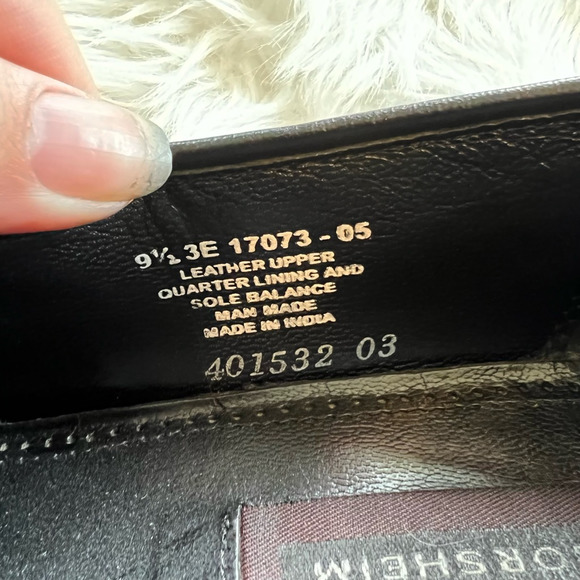 9½ 3E 17073 - 05
LEATHER UPPER
QUARTER LINING AND
SOLE BALANCE
MAN MADE
MADE IN INDIA
401532 03
ORSHEIM